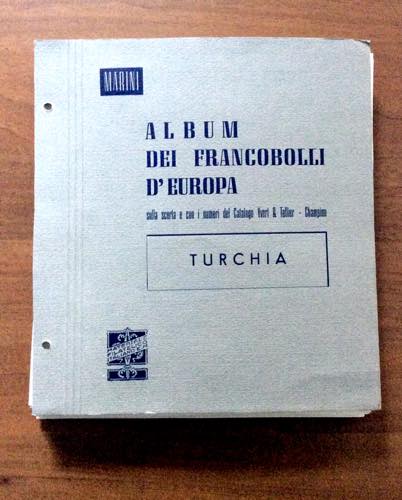 MARINI
ALBUM
DEI FRANCOBOLLI
D'EUROPA
sulla scorta e con i numeri del Catalogo Yvert & Tellier - Champion
TURCHIA